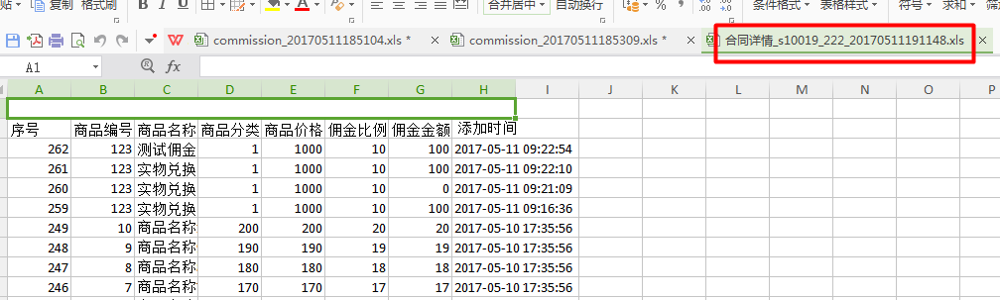 贴 格式刷 B I U 合并居中 自动换行 % 条件格式 表格样式 符号 求和
commission_20170511185104.xls * commission_20170511185309.xls * 合同详情_s10019_222_20170511191148.xls
A1 fx
A B C D E F G H I J K L M N O P
序号 商品编号 商品名称 商品分类 商品价格 佣金比例 佣金金额 添加时间
262 123 测试佣金 1 1000 10 100 2017-05-11 09:22:54
261 123 实物兑换 1 1000 10 100 2017-05-11 09:22:10
260 123 实物兑换 1 1000 10 0 2017-05-11 09:21:09
259 123 实物兑换 1 1000 10 100 2017-05-11 09:16:36
249 10 商品名称 200 200 20 20 2017-05-10 17:35:56
248 9 商品名称 190 190 19 19 2017-05-10 17:35:56
247 8 商品名称 180 180 18 18 2017-05-10 17:35:56
246 7 商品名称 170 170 17 17 2017-05-10 17:35:56